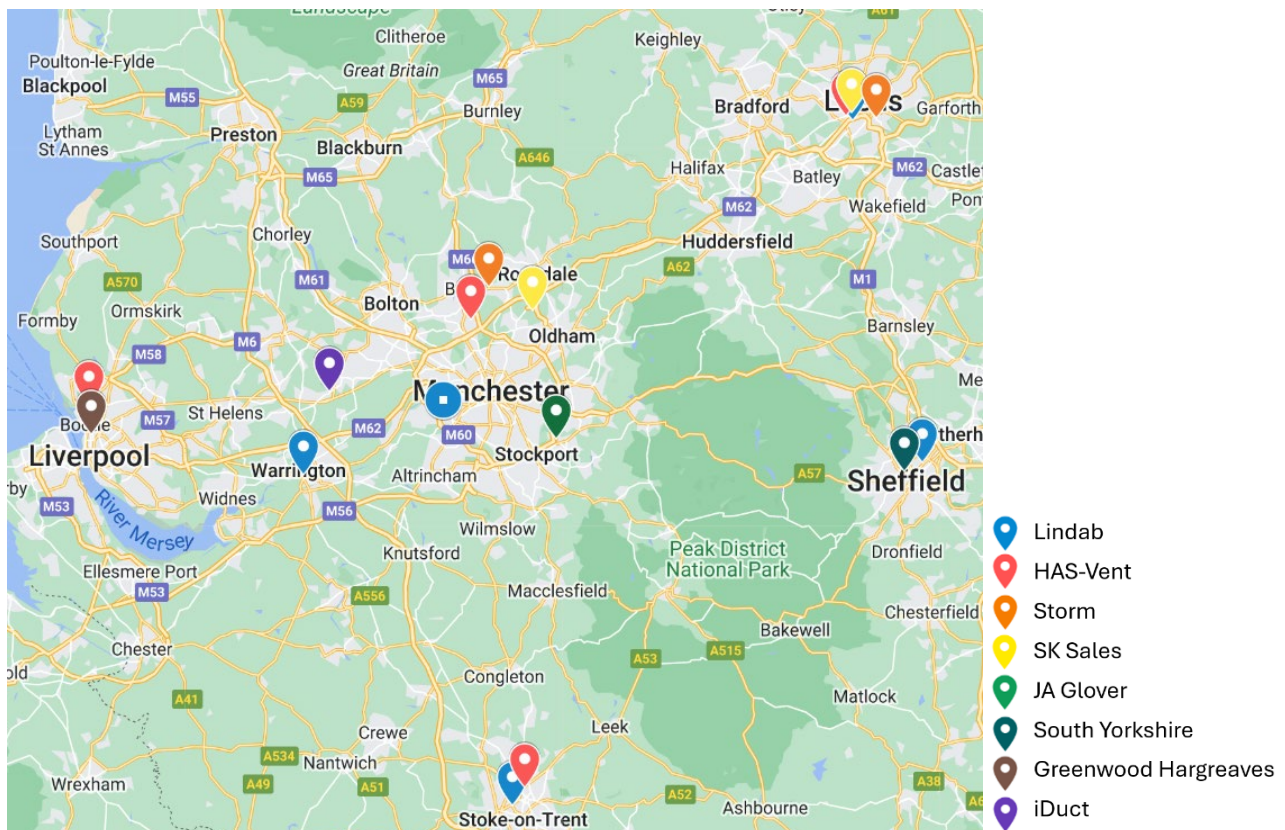 Landscape
Otley
A61
Clitheroe
Keighley
Poulton-le-Fylde
Great Britain
Blackpool
M65
M55
A59
Bradford
Garforth
Burnley
Lytham
St Annes
Preston
Blackburn
A646
Halifax
M62
M65
Batley
M62
Wakefield
Southport
Chorley
Huddersfield
M61
A62
M1
A570
Bolton
Ormskirk
Formby
Oldham
Barnsley
M6
M58
Me
Manchester
St Helens
M57
M62
M60
Liverpool
Stockport
Warrington
Altrincham
A57
Sheffield
Widnes
M53
M56
River Mersey
Wilmslow
Knutsford
Peak District
National Park
Dronfield
Ellesmere Port
M53
A556
Macclesfield
Chesterfield
Bakewell
Chester
A53
A515
old
Congleton
A41
Matlock
Leek
Crewe
A534
Nantwich
Wrexham
A49
A51
A52
A38
Ashbourne
Stoke-on-Trent
Lindab
HAS-Vent
Storm
SK Sales
JA Glover
South Yorkshire
Greenwood Hargreaves
iDuct